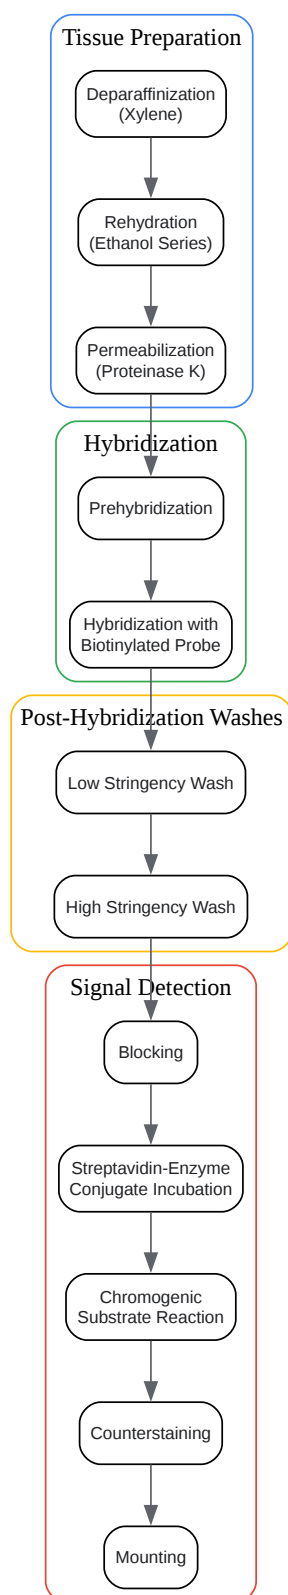 Tissue Preparation
Deparaffinization
(Xylene)
Rehydration
(Ethanol Series)
Permeabilization
(Proteinase K)
Hybridization
Prehybridization
Hybridization with
Biotinylated Probe
Post-Hybridization Washes
Low Stringency Wash
High Stringency Wash
Signal Detection
Blocking
Streptavidin-Enzyme
Conjugate Incubation
Chromogenic
Substrate Reaction
Counterstaining
Mounting